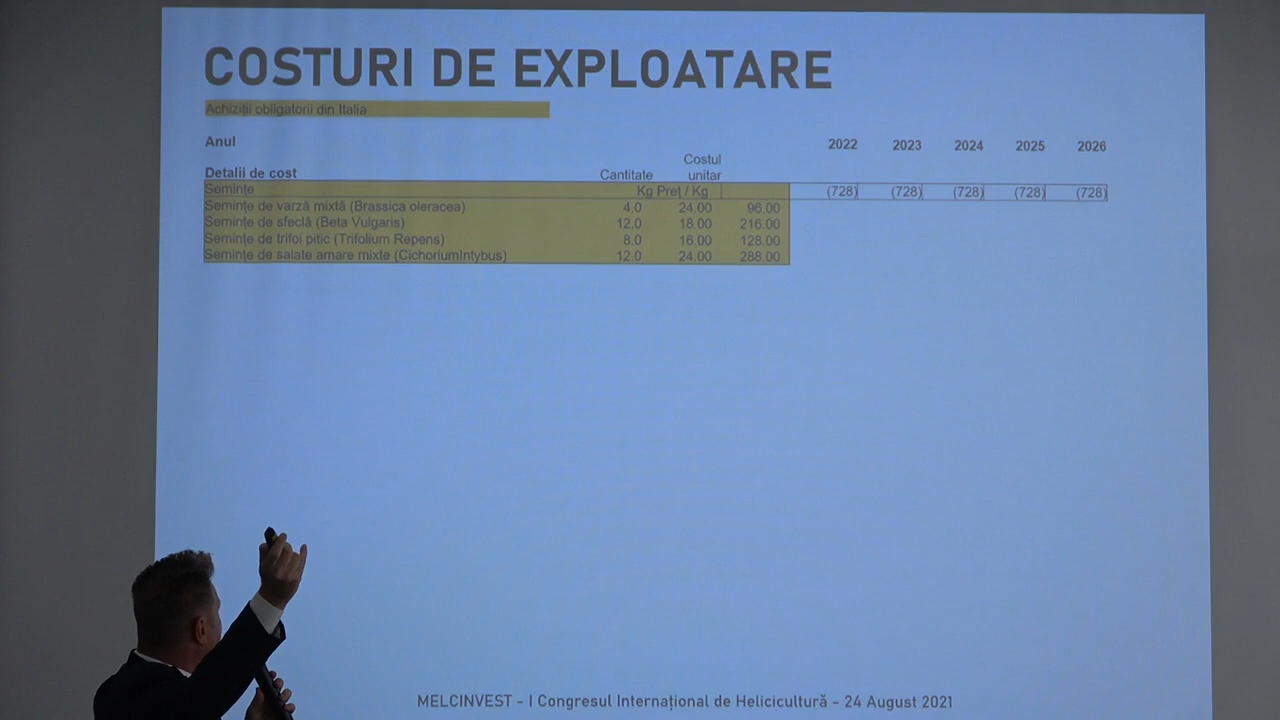 COSTURI DE EXPLOATARE
Achiziții obligatorii din Italia
Anul 2022 2023 2024 2025 2026
Detalii de cost Cantitate Costul unitar
Semințe Kg Preț / Kg (728) (728) (728) (728) (728)
Semințe de varză mixtă (Brassica oleracea) 4.0 24.00 96.00
Semințe de sfeclă (Beta Vulgaris) 12.0 18.00 216.00
Semințe de trifoi pitic (Trifolium Repens) 8.0 16.00 128.00
Semințe de salate amare mixte (CichoriumIntybus) 12.0 24.00 288.00
MELCINVEST - I Congresul Internațional de Helicicultură - 24 August 2021